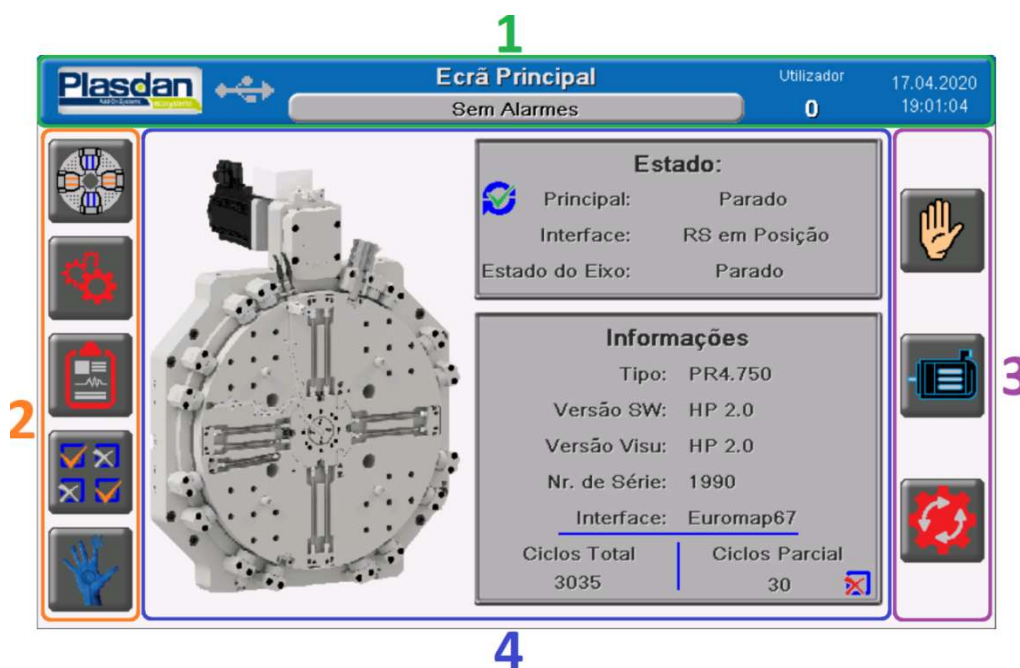 1
Plasdan
Ecrã Principal
Utilizador
17.04.2020
Sem Alarmes
0
19:01:04
2
Estado:
Principal: Parado
Interface: RS em Posição
Estado do Eixo: Parado
Informações
Tipo: PR4.750
Versão SW: HP 2.0
Versão Visu: HP 2.0
Nr. de Série: 1990
Interface: Euromap67
Ciclos Total
Ciclos Parcial
3035
30
3
4